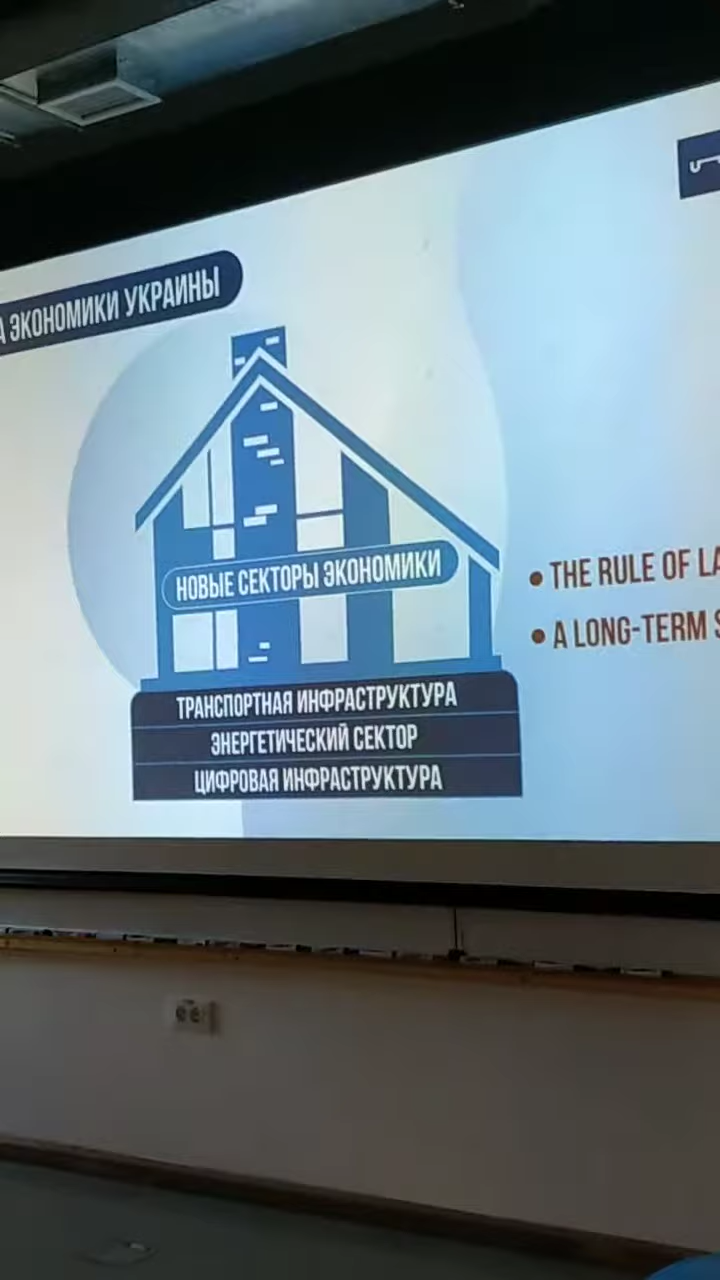 ЭКОНОМИКИ УКРАИНЫ
НОВЫЕ СЕКТОРЫ ЭКОНОМИКИ
ТРАНСПОРТНАЯ ИНФРАСТРУКТУРА
ЭНЕРГЕТИЧЕСКИЙ СЕКТОР
ЦИФРОВАЯ ИНФРАСТРУКТУРА
• THE RULE OF
• A LONG-TERM